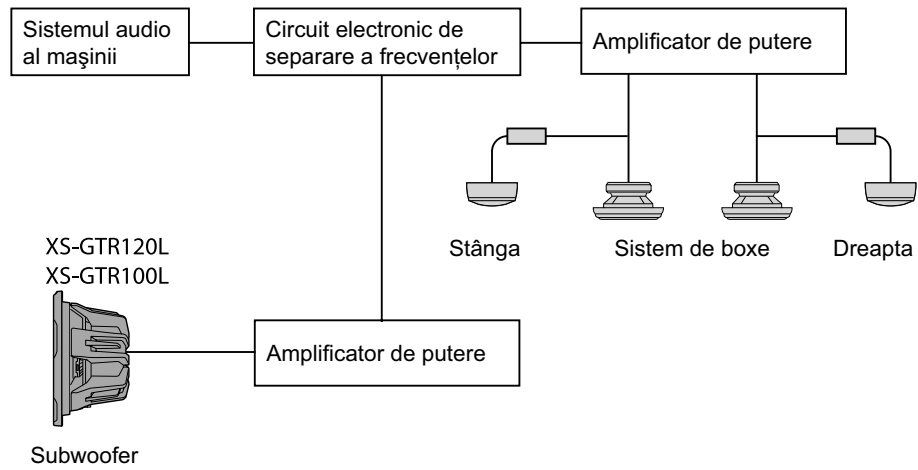 Sistemul audio
al maşinii
Circuit electronic de
separare a frecvențelor
Amplificator de putere
Stânga
Sistem de boxe
Dreapta
XS-GTR120L
XS-GTR100L
Amplificator de putere
Subwoofer